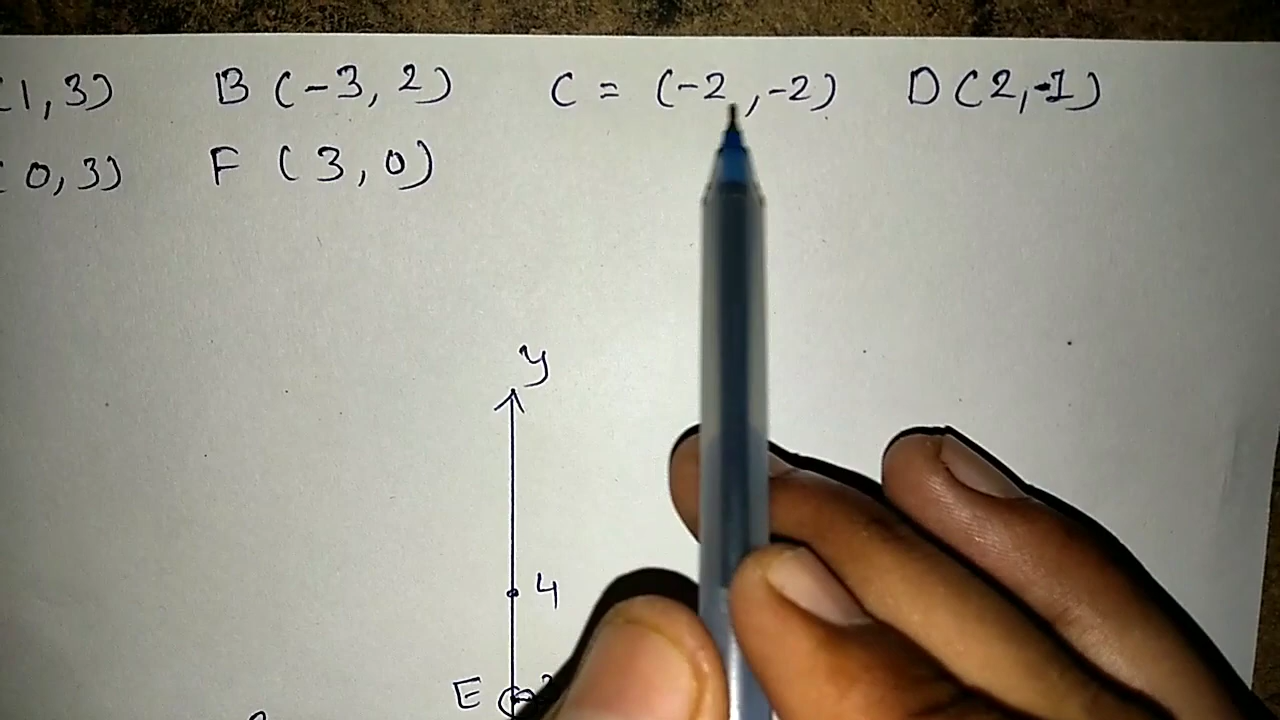 (1,3) B (-3, 2) C = (-2,-2) D(2,-1)
(0,3) F (3,0)
y
4
E